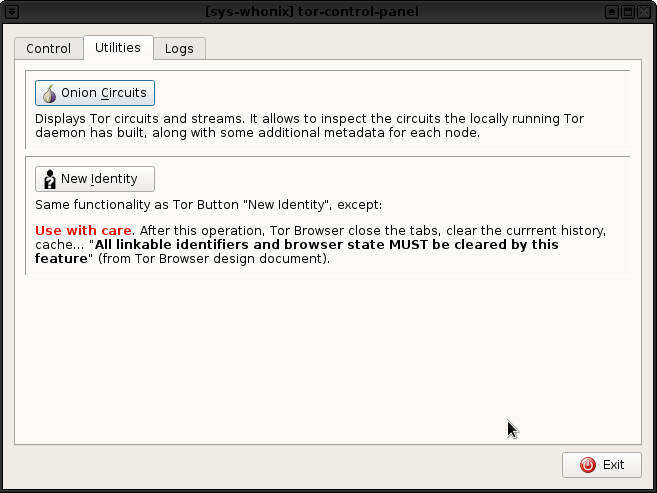 [sys-whonix] tor-control-panel
Control Utilities Logs
Onion Circuits
Displays Tor circuits and streams. It allows to inspect the circuits the locally running Tor
daemon has built, along with some additional metadata for each node.
New Identity
Same functionality as Tor Button "New Identity", except:
Use with care. After this operation, Tor Browser close the tabs, clear the currrent history,
cache... "All linkable identifiers and browser state MUST be cleared by this
feature" (from Tor Browser design document).
Exit